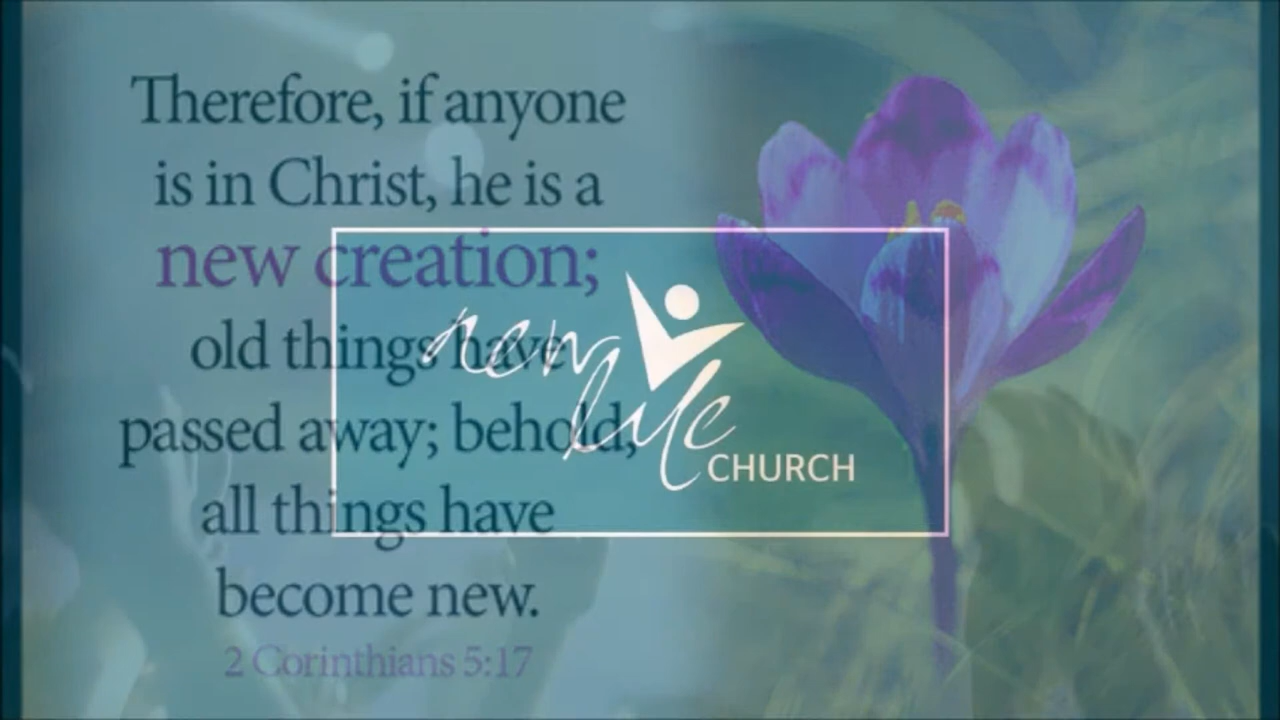 Therefore, if anyone
is in Christ, he is a
new creation;
old things have
passed away; behold,
all things have
become new.
2 Corinthians 5:17
new
life
CHURCH